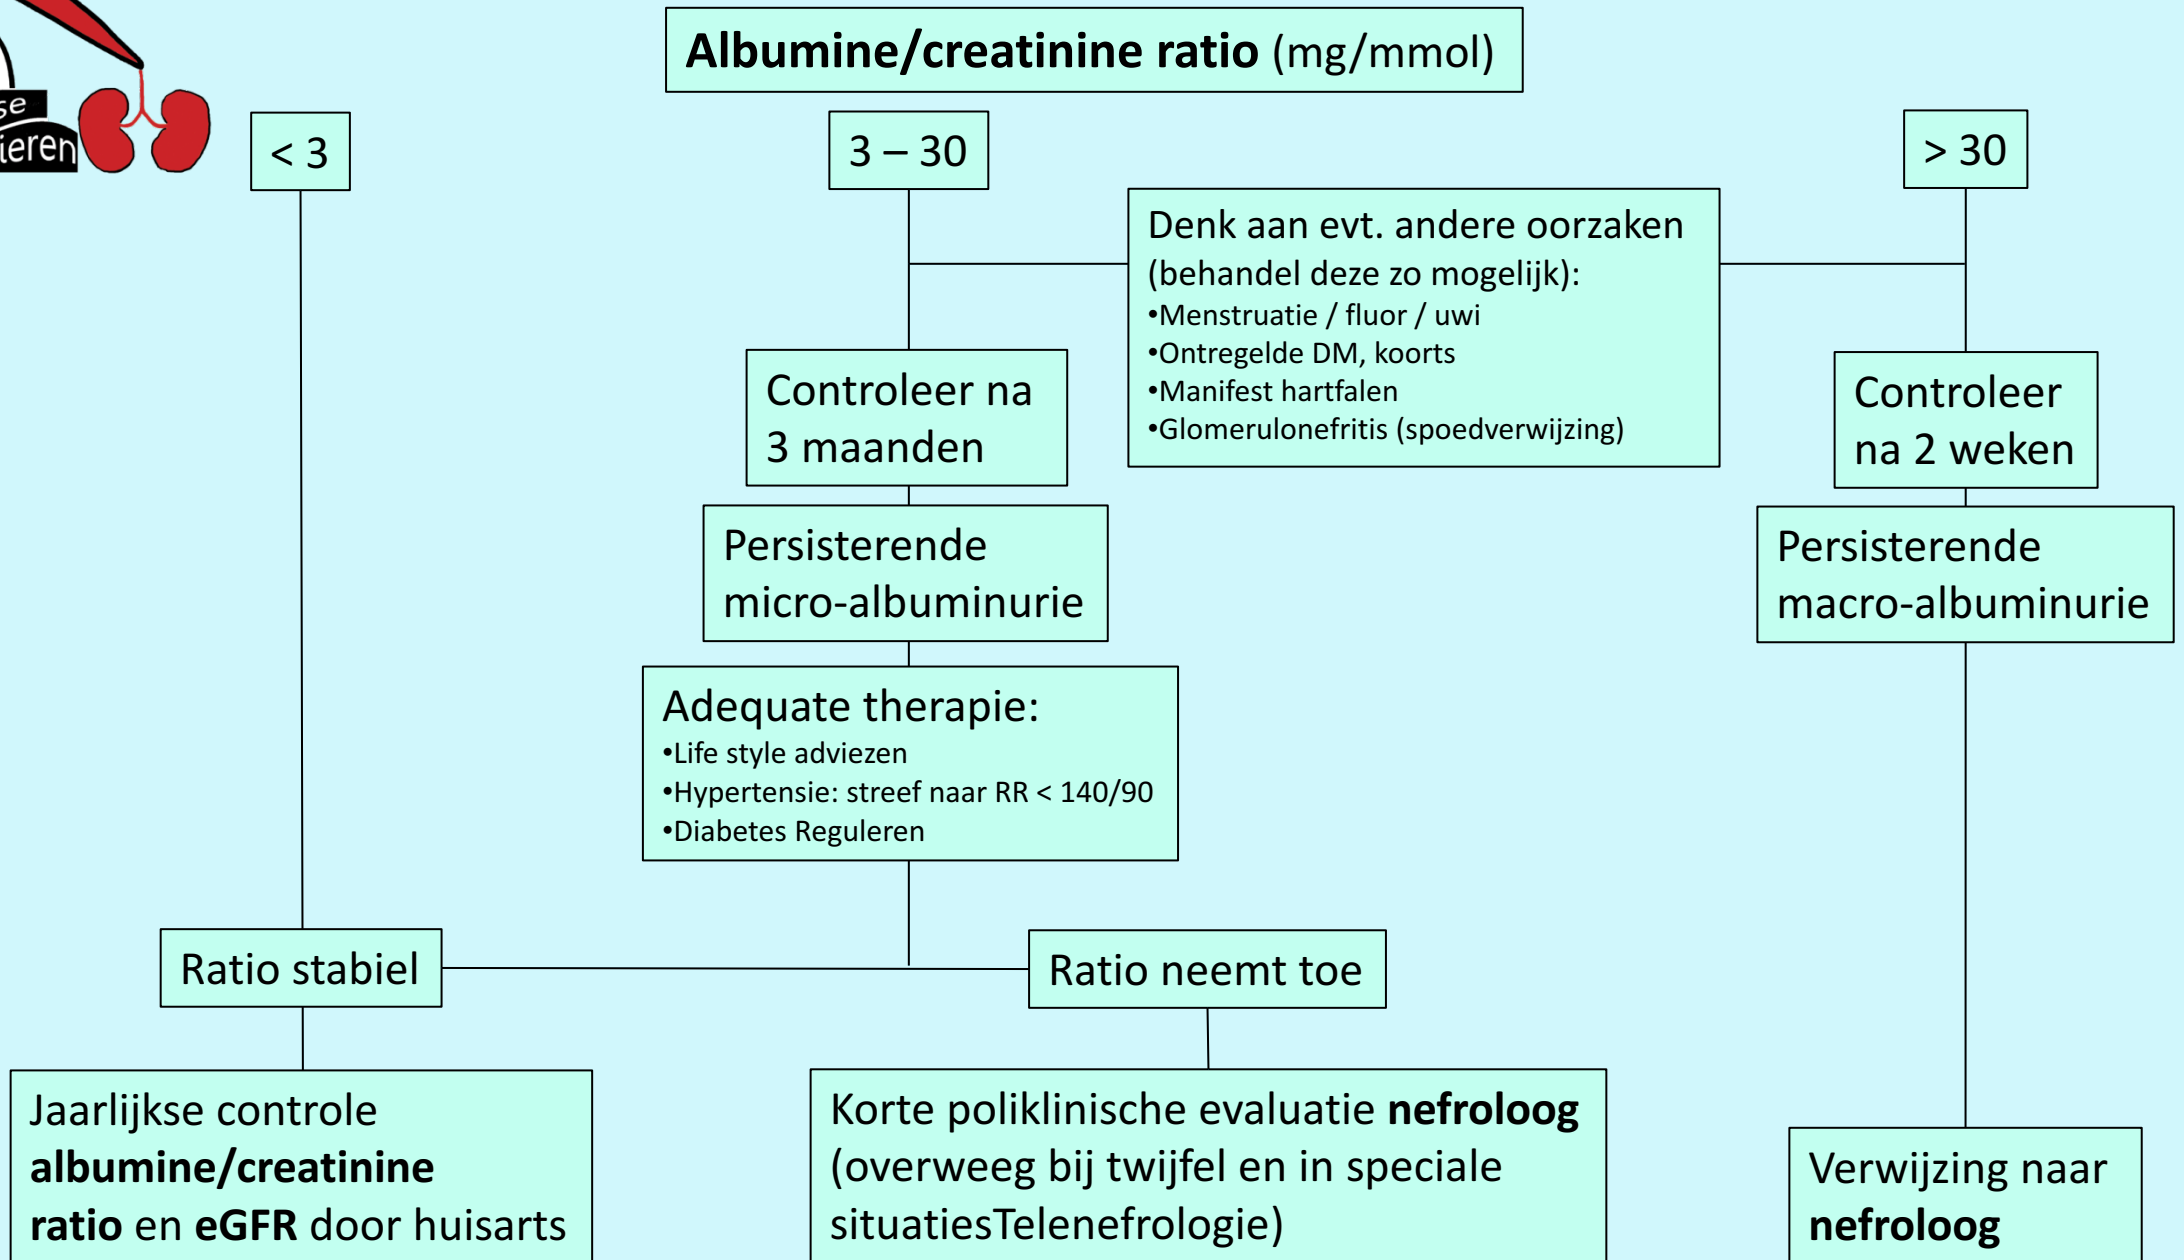 Albumine/creatinine ratio (mg/mmol)
se
ieren
< 3
3 – 30
> 30
Denk aan evt. andere oorzaken
(behandel deze zo mogelijk):
•Menstruatie / fluor / uwi
•Ontregelde DM, koorts
•Manifest hartfalen
•Glomerulonefritis (spoedverwijzing)
Controleer na
3 maanden
Controleer
na 2 weken
Persisterende
micro-albuminurie
Persisterende
macro-albuminurie
Adequate therapie:
•Life style adviezen
•Hypertensie: streef naar RR < 140/90
•Diabetes Reguleren
Ratio stabiel
Ratio neemt toe
Jaarlijkse controle
albumine/creatinine
ratio en eGFR door huisarts
Korte poliklinische evaluatie nefroloog
(overweeg bij twijfel en in speciale
situatiesTelenefrologie)
Verwijzing naar
nefroloog